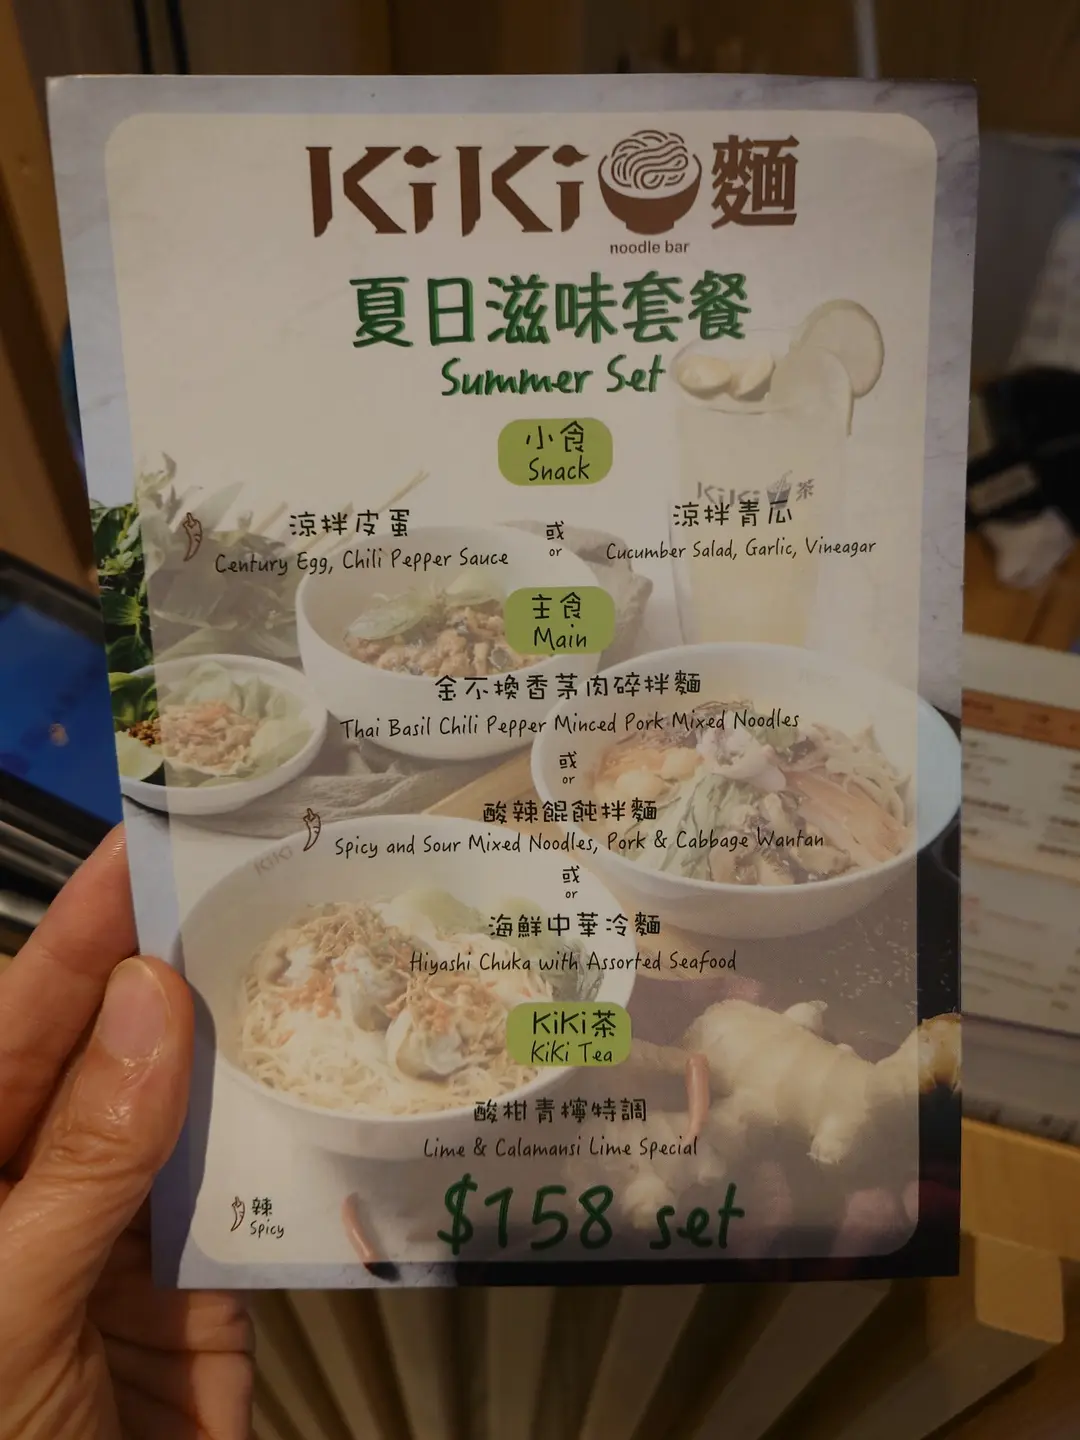 KiKi 麵
noodle bar
夏日滋味套餐
Summer Set
小食
Snack
涼拌皮蛋
Century Egg, Chili Pepper Sauce
或
or
涼拌青瓜
Cucumber Salad, Garlic, Vineagar
主食
Main
金不換香茅肉碎拌麵
Thai Basil Chili Pepper Minced Pork Mixed Noodles
或
or
酸辣餛飩拌麵
Spicy and Sour Mixed Noodles, Pork & Cabbage Wantan
或
or
海鮮中華冷麵
Hiyashi Chuka with Assorted Seafood
KiKi茶
KiKi Tea
酸柑青檸特調
Lime & Calamansi Lime Special
$158 set
辣
Spicy
KiKi 茶
KiKi